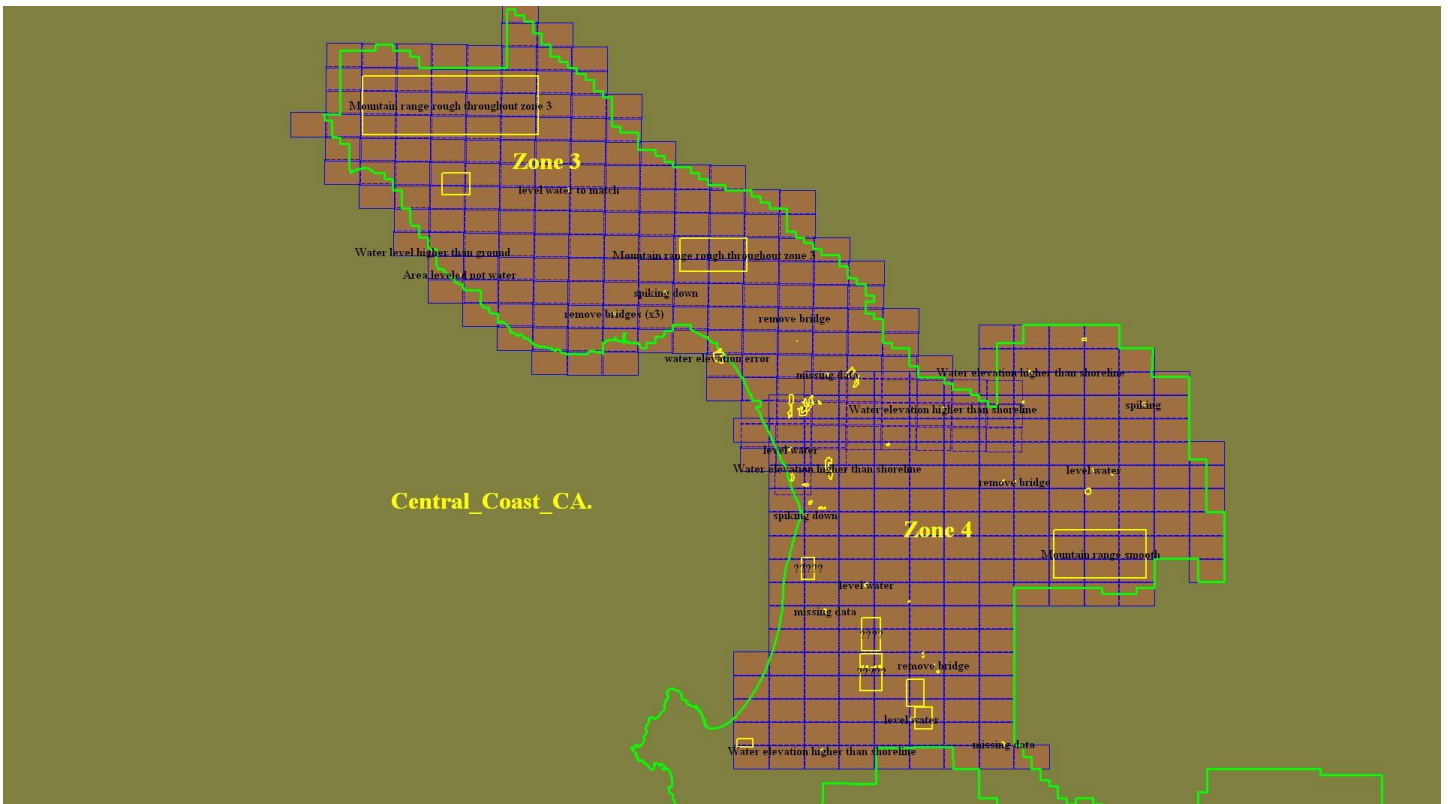 Mountain range rough throughout zone 3
Zone 3
level water to match
Water level higher than ground
Mountain range rough throughout zone 3
Area leveled not water
spiking down
remove bridges (x3)
remove bridge
water elevation error
missing data
Water elevation higher than shoreline
Water elevation higher than shoreline
spiking
level water
Water elevation higher than shoreline
level water
remove bridge
Central_Coast_CA.
spiking down
Zone 4
Mountain range smooth
?????
level water
missing data
????
?????
remove bridge
level water
missing data
Water elevation higher than shoreline